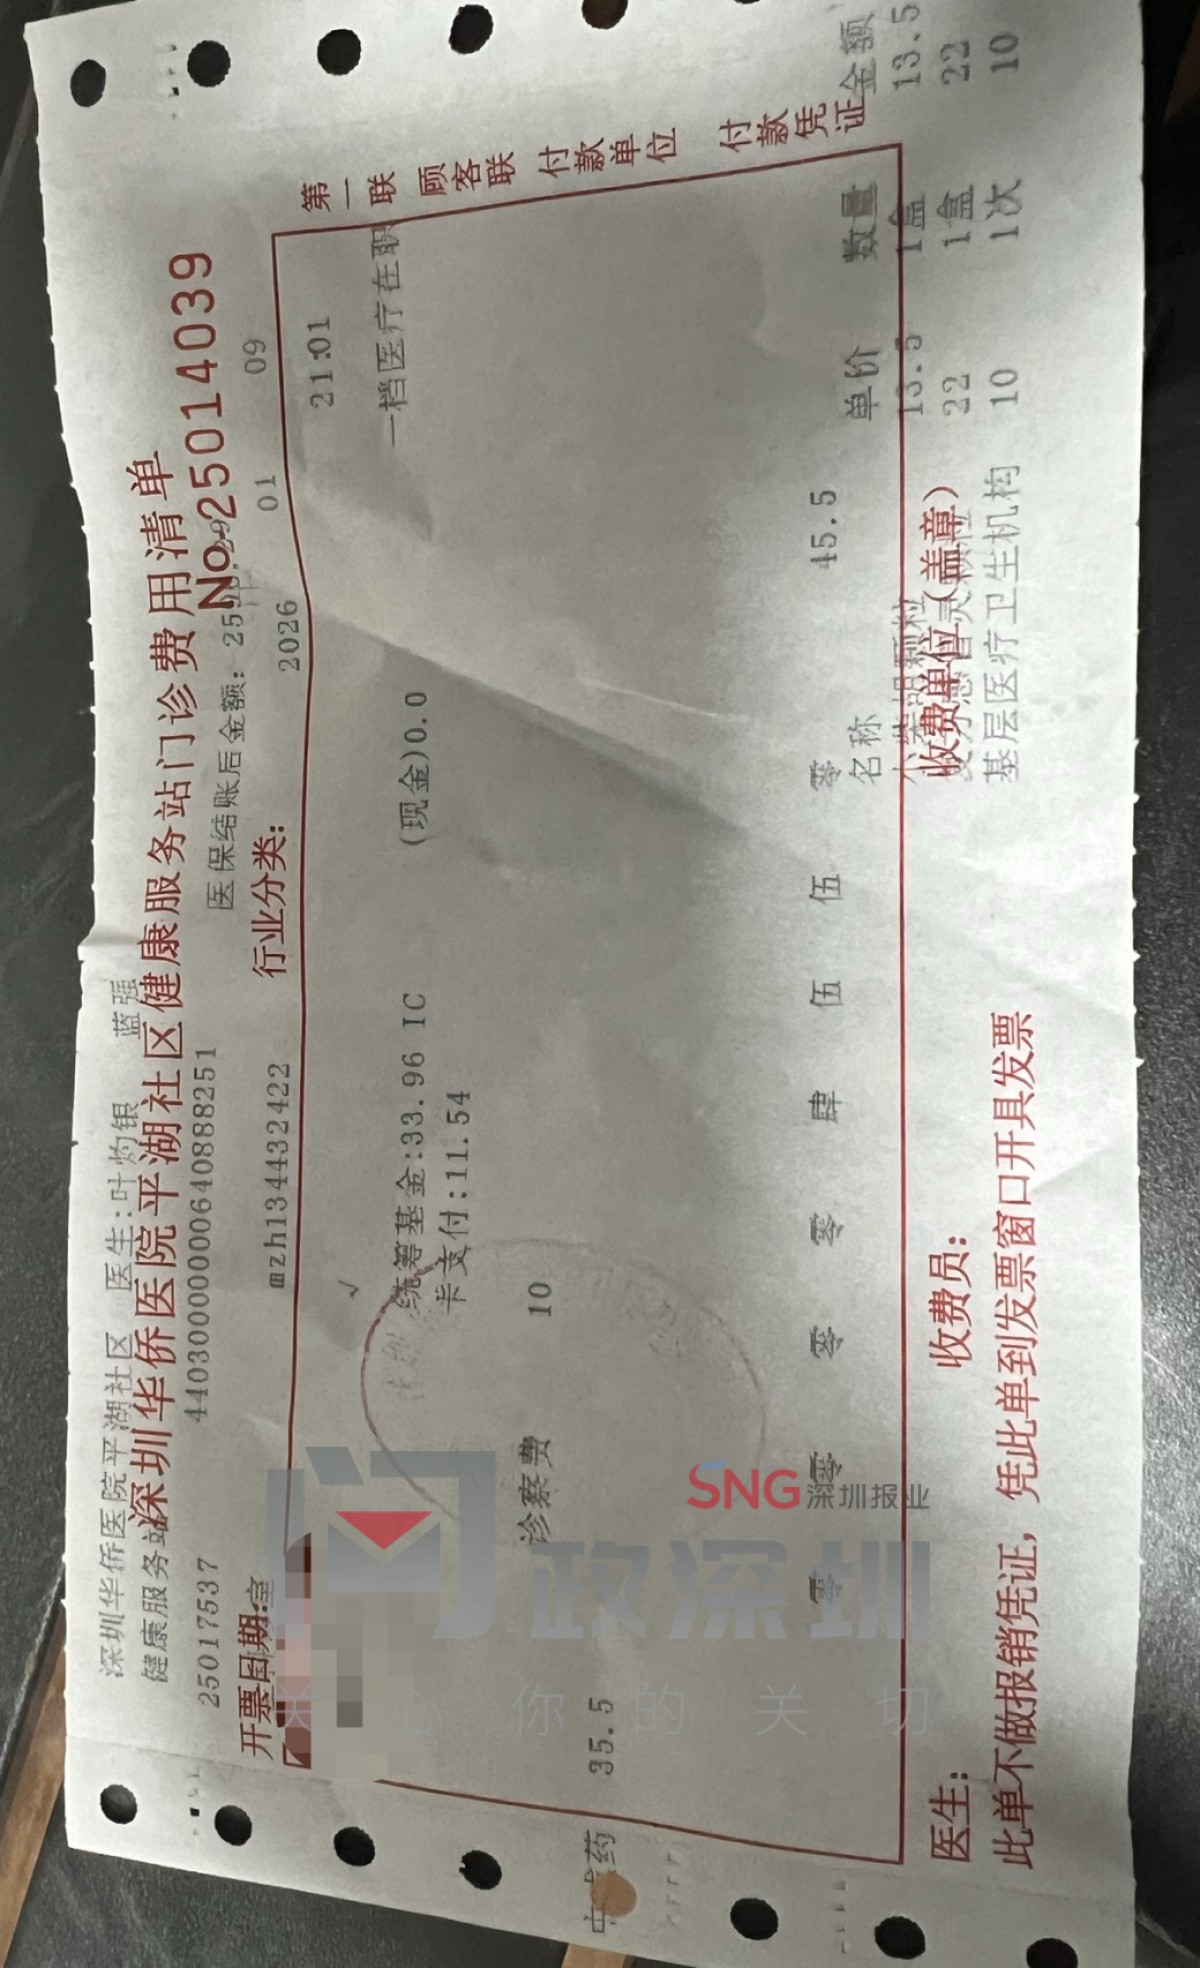 深圳华侨医院平湖社区 医生:叶灼银 蓝强
健康服务站
深圳华侨医院平湖社区健康服务站门诊费用清单
25017537 44030000000640888251 医保结账后金额:
No.25014039
开票日期: mzh134432422 行业分类: 2026 01 09
21:01
统筹基金:33.96 IC (现金)0.0 一档医疗在职
卡支付:11.54
诊察费 10
中成药 35.5
零 零 零 零 肆 伍 伍 零 45.5
名称 单价 数量 金额
13.5 1盒 13.5
22 1盒 22
基层医疗卫生机构 10 1次 10
第一联 顾客联 付款单位 付款凭证
医生: 收费员: 收费单位(盖章)
此单不做报销凭证,凭此单到发票窗口开具发票
SNG 深圳报业
问政深圳
关心你的关切